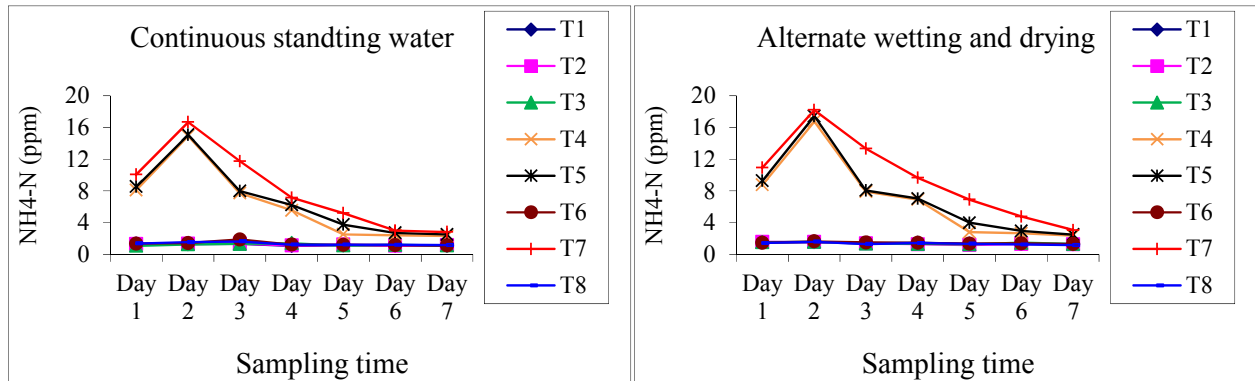 Continuous standting water
NH4-N (ppm)
20
16
12
8
4
0
Day 1
Day 2
Day 3
Day 4
Day 5
Day 6
Day 7
Sampling time
T1
T2
T3
T4
T5
T6
T7
T8
Alternate wetting and drying
NH4-N (ppm)
20
16
12
8
4
0
Day 1
Day 2
Day 3
Day 4
Day 5
Day 6
Day 7
Sampling time
T1
T2
T3
T4
T5
T6
T7
T8